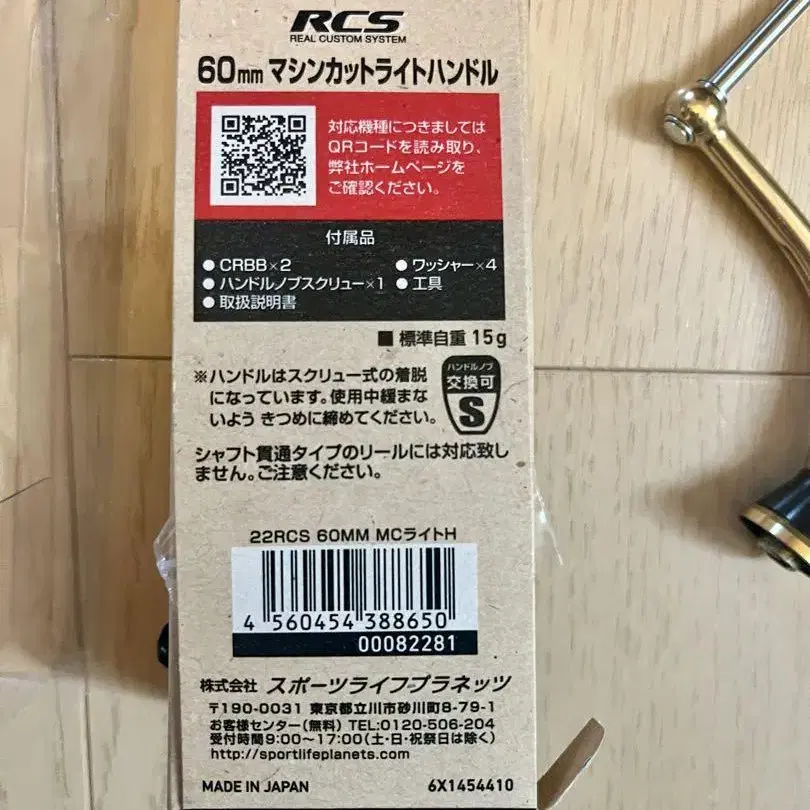 RCS
REAL CUSTOM SYSTEM
60mm マシンカットライトハンドル
対応機種につきましては
QRコードを読み取り、
弊社ホームページを
ご確認ください。
付属品
● CRBB×2
● ワッシャー×4
● ハンドルノブスクリュー×1
● 工具
● 取扱説明書
■ 標準自重 15g
※ハンドルはスクリュー式の着脱
になっています。使用中緩まな
いよう きつめに締めてください。
ハンドルノブ
交換可
S
シャフト貫通タイプのリールには対応致し
ません。ご注意ください。
22RCS 60MM MCライトH
4 560454 388650
00082281
株式会社 スポーツライフプラネッツ
〒190-0031 東京都立川市砂川町8-79-1
お客様センター(無料) TEL:0120-506-204
受付時間9:00〜17:00(土・日・祝祭日は除く)
http://sportlifeplanets.com/
MADE IN JAPAN
6X1454410